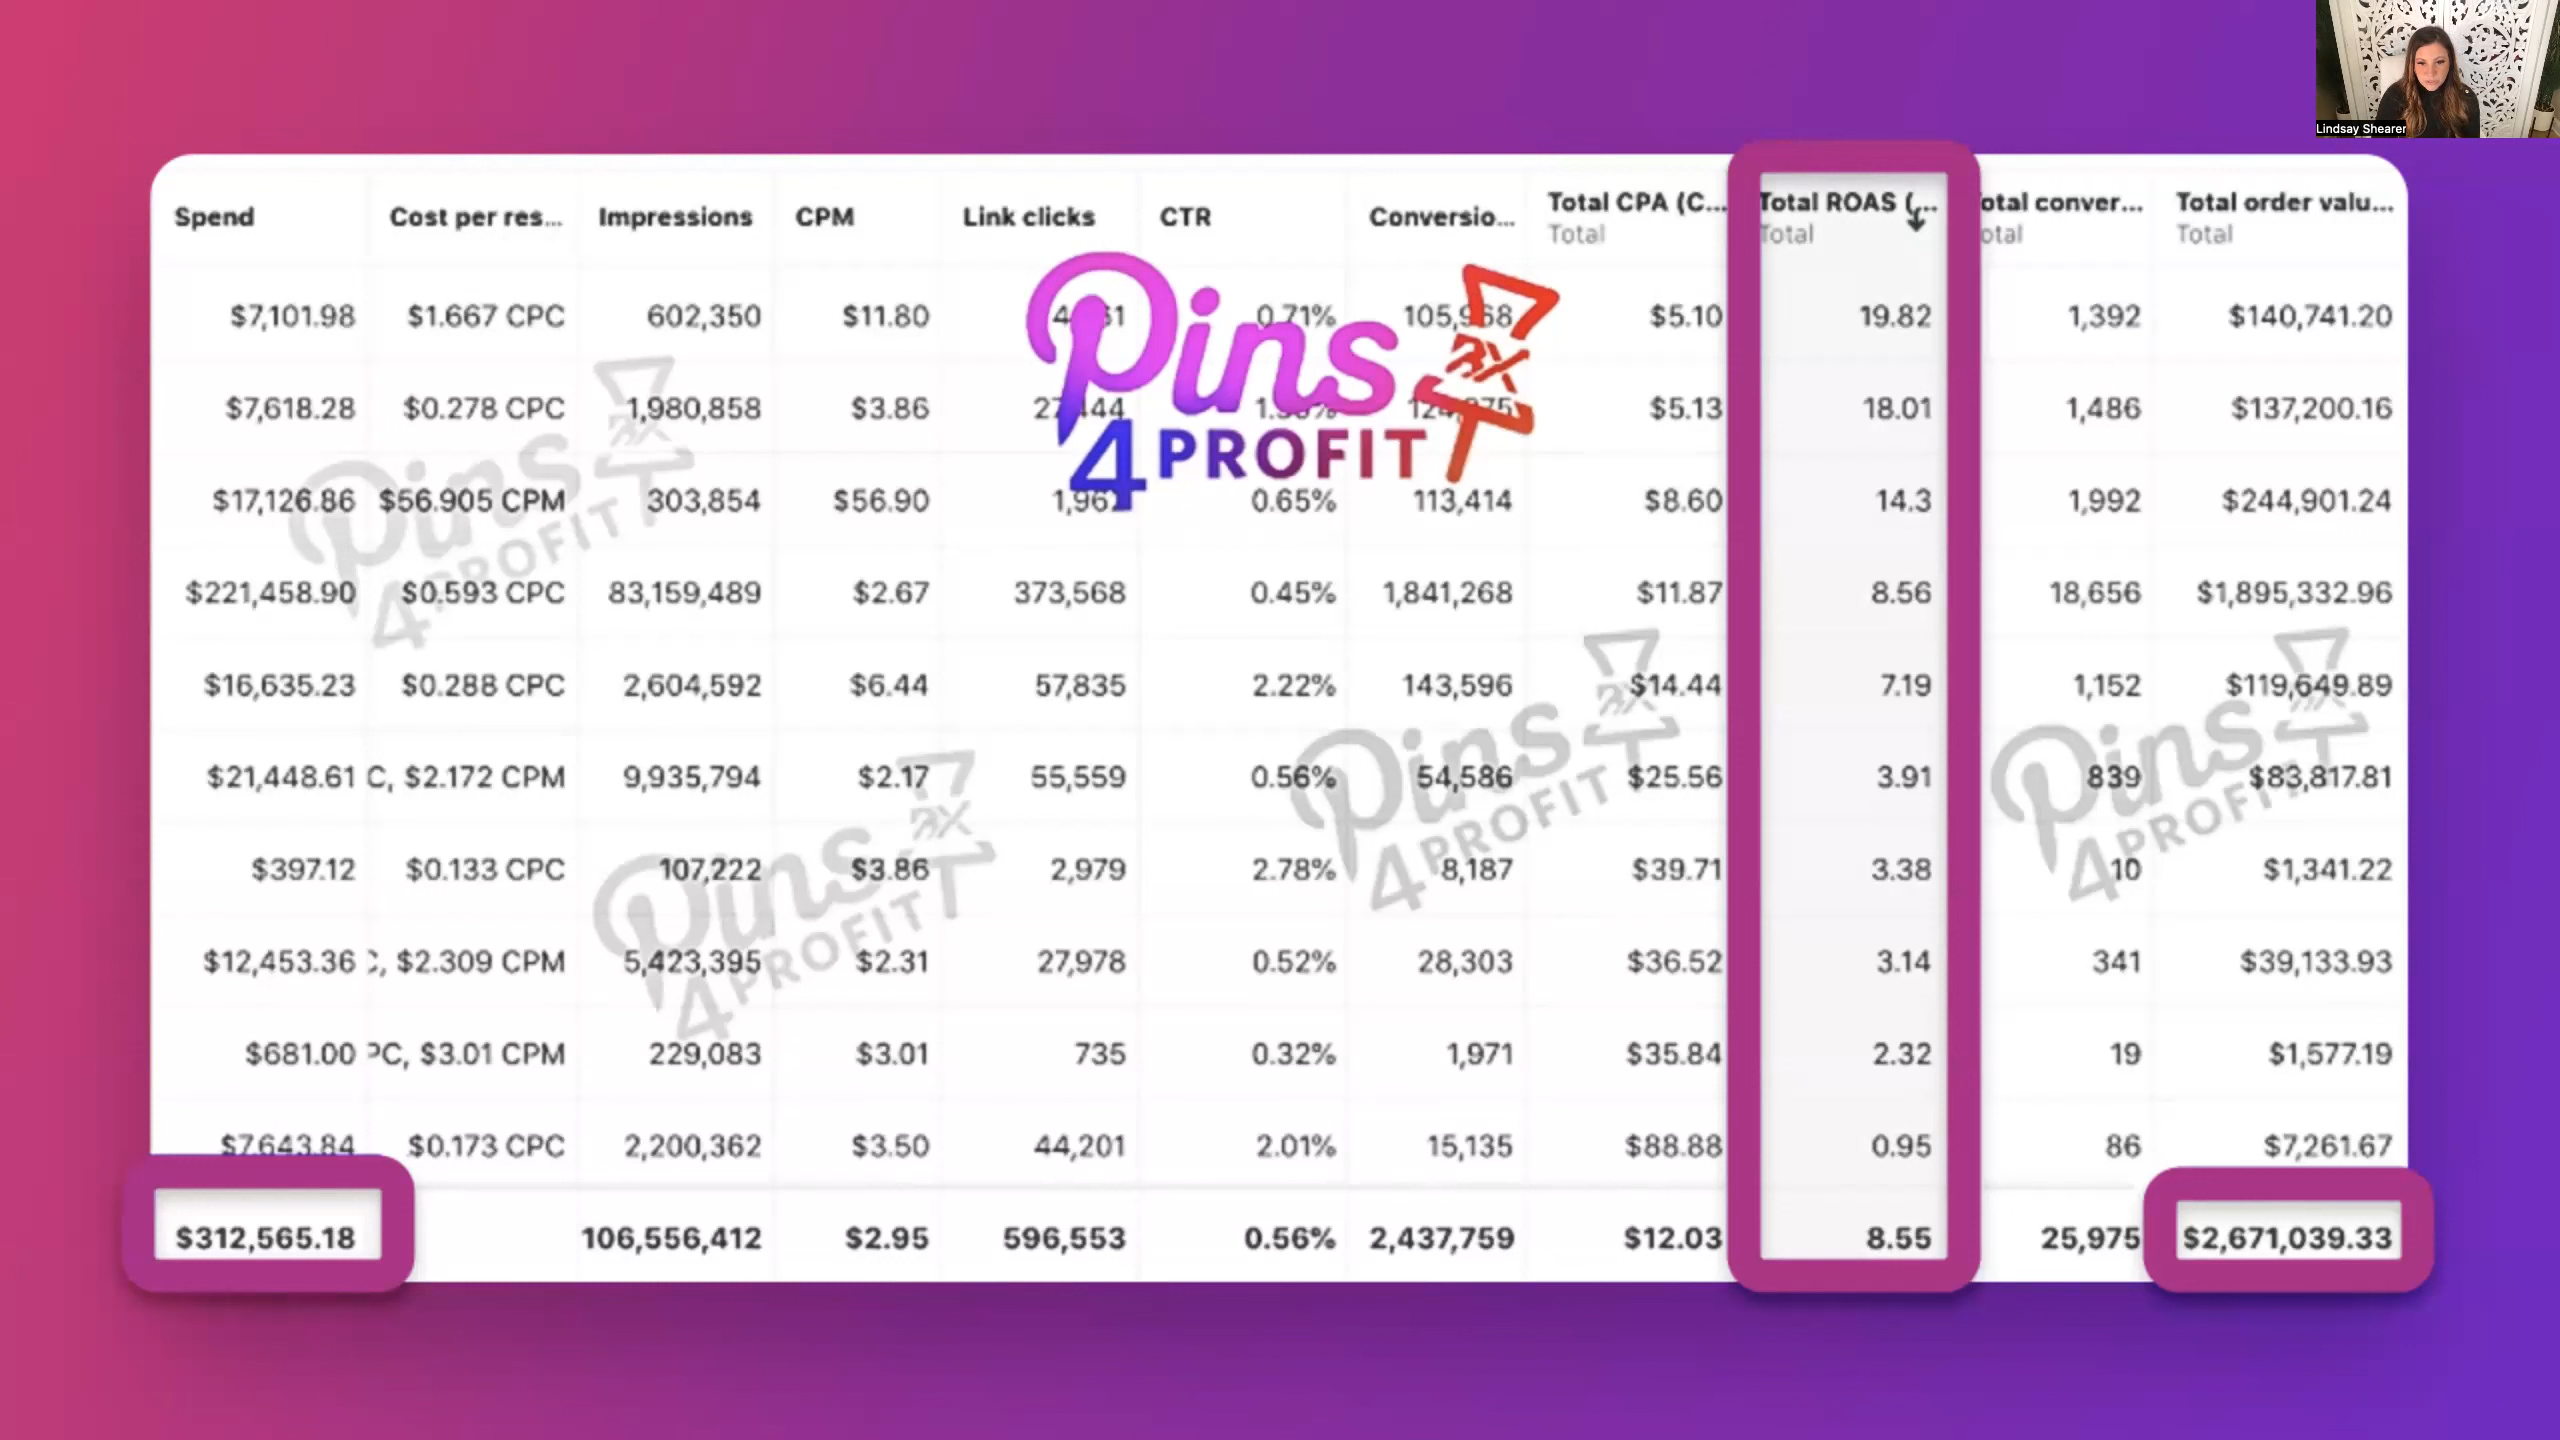 Lindsay Shearer
Spend Cost per res... Impressions CPM Link clicks CTR Conversio... Total CPA (C... Total ROAS (... otal conver... Total order valu...
Total Total otal Total
$7,101.98 $1.667 CPC 602,350 $11.80 0.71% $5.10 19.82 1,392 $140,741.20
$7,618.28 $0.278 CPC 1,980,858 $3.86 $5.13 18.01 1,486 $137,200.16
Pins
4 PROFIT
3X
$17,126.86 $56.905 CPM 303,854 $56.90 0.65% 113,414 $8.60 14.3 1,992 $244,901.24
$221,458.90 $0.593 CPC 83,159,489 $2.67 373,568 0.45% 1,841,268 $11.87 8.56 18,656 $1,895,332.96
$16,635.23 $0.288 CPC 2,604,592 $6.44 57,835 2.22% 143,596 $14.44 7.19 1,152 $119,649.89
$21,448.61 C, $2.172 CPM 9,935,794 $2.17 55,559 0.56% 54,586 $25.56 3.91 839 $83,817.81
$397.12 $0.133 CPC 107,222 $3.86 2,979 2.78% 8,187 $39.71 3.38 10 $1,341.22
$12,453.36 C, $2.309 CPM 5,423,395 $2.31 27,978 0.52% 28,303 $36.52 3.14 341 $39,133.93
$681.00 PC, $3.01 CPM 229,083 $3.01 735 0.32% 1,971 $35.84 2.32 19 $1,577.19
$7,643.84 $0.173 CPC 2,200,362 $3.50 44,201 2.01% 15,135 $88.88 0.95 86 $7,261.67
$312,565.18 106,556,412 $2.95 596,553 0.56% 2,437,759 $12.03 8.55 25,975 $2,671,039.33
Pins
4 PROFIT
Pins
4 PROFIT
Pins
4 PROFIT
Pins
4 PROFIT